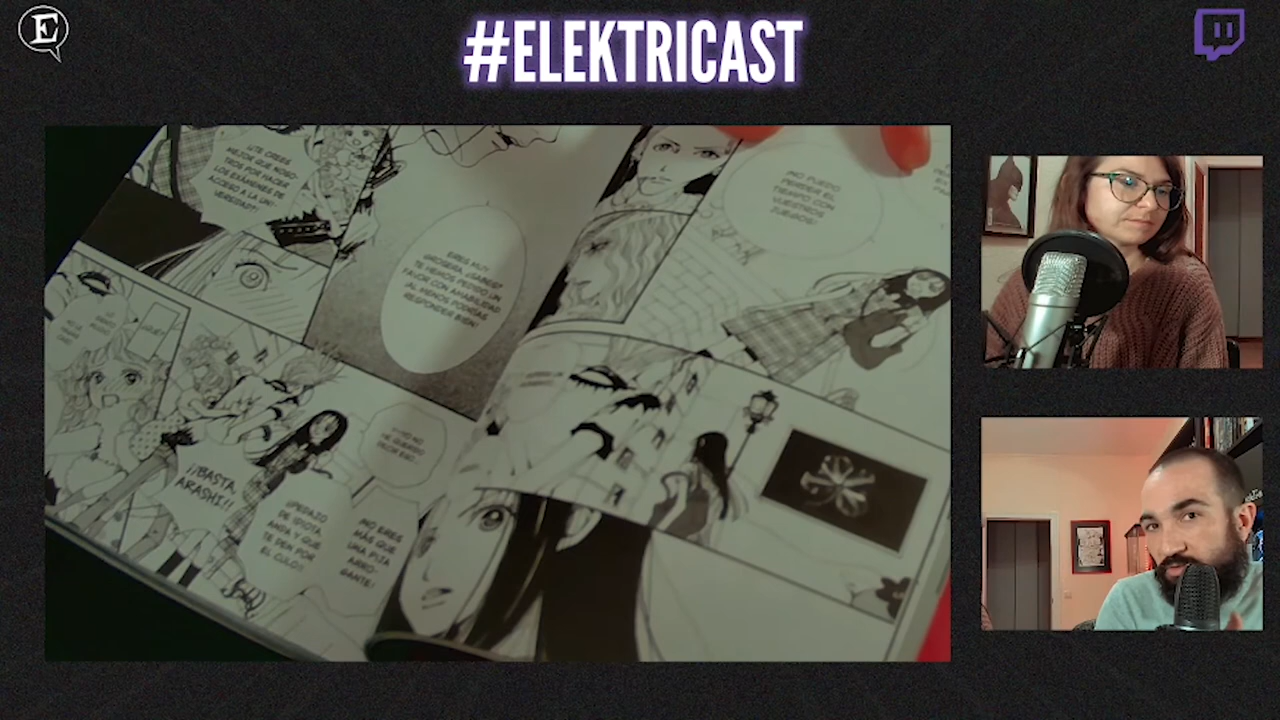 E
#ELEKTRICAST
¡¿TE CREES
MEJOR QUE NOSO-
TROS POR HACER
LOS EXÁMENES DE
ACCESO A LA UNI-
VERSIDAD?!
ERES MUY
GROSERA, ¿SABES?
TE HEMOS PEDIDO UN
FAVOR CON AMABILIDAD.
¡AL MENOS PODRÍAS
RESPONDER BIEN!
¡NO PUEDO
PERDER EL
TIEMPO CON
VUESTROS
JUEGOS!
¡¡BASTA,
ARASHI!!
¡¡PEDAZO
DE IDIOTA
ANDA Y QUE
TE DEN POR
EL CULO!!
¡NO ERES
MÁS QUE
UNA PIJA
ARRO-
GANTE!